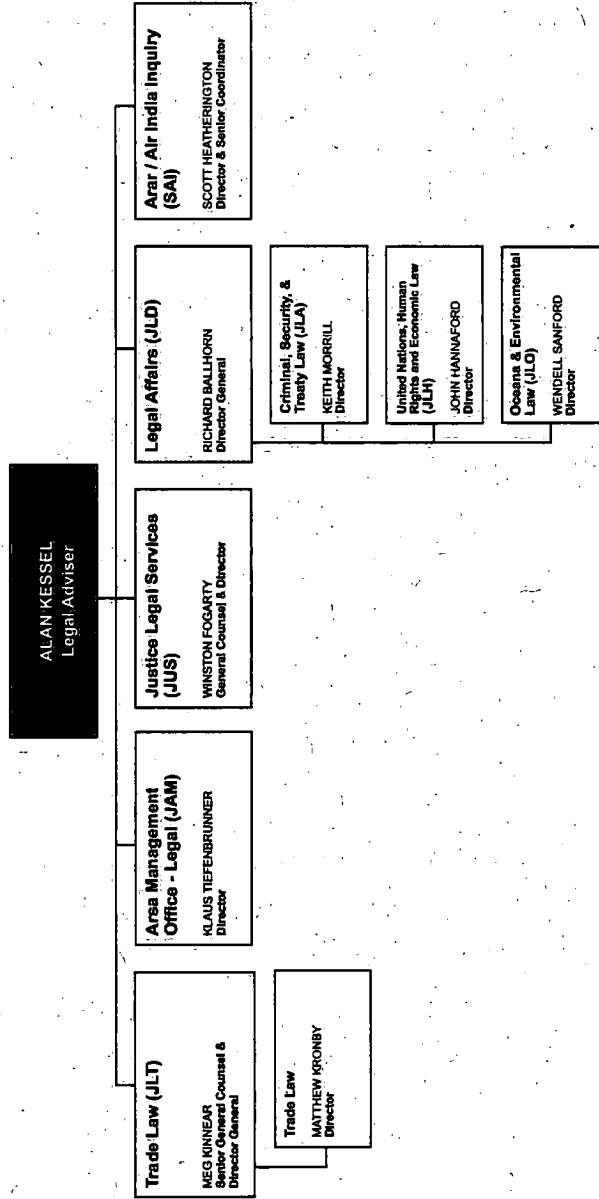 ALAN KESSEL
Legal Adviser
Trade Law (JLT)
MEG KINNEAR
Senior General Counsel &
Director General
Trade Law
MATTHEW KRONBY
Director
Arsa Management
Office - Legal (JAM)
KLAUS TIEFENBRUNNER
Director
Justice Legal Services
(JUS)
WINSTON FOGARTY
General Counsel & Director
Legal Affairs (JLD)
RICHARD BALLHORN
Director General
Criminal, Security, &
Treaty Law (JLA)
KEITH MORRILL
Director
United Nations, Human
Rights and Economic Law
(JLH)
JOHN HANNAFORD
Director
Oceans & Environmental
Law (JLO)
WENDELL SANFORD
Director
Arar / Air India Inquiry
(SAI)
SCOTT HEATHERINGTON
Director & Senior Coordinator